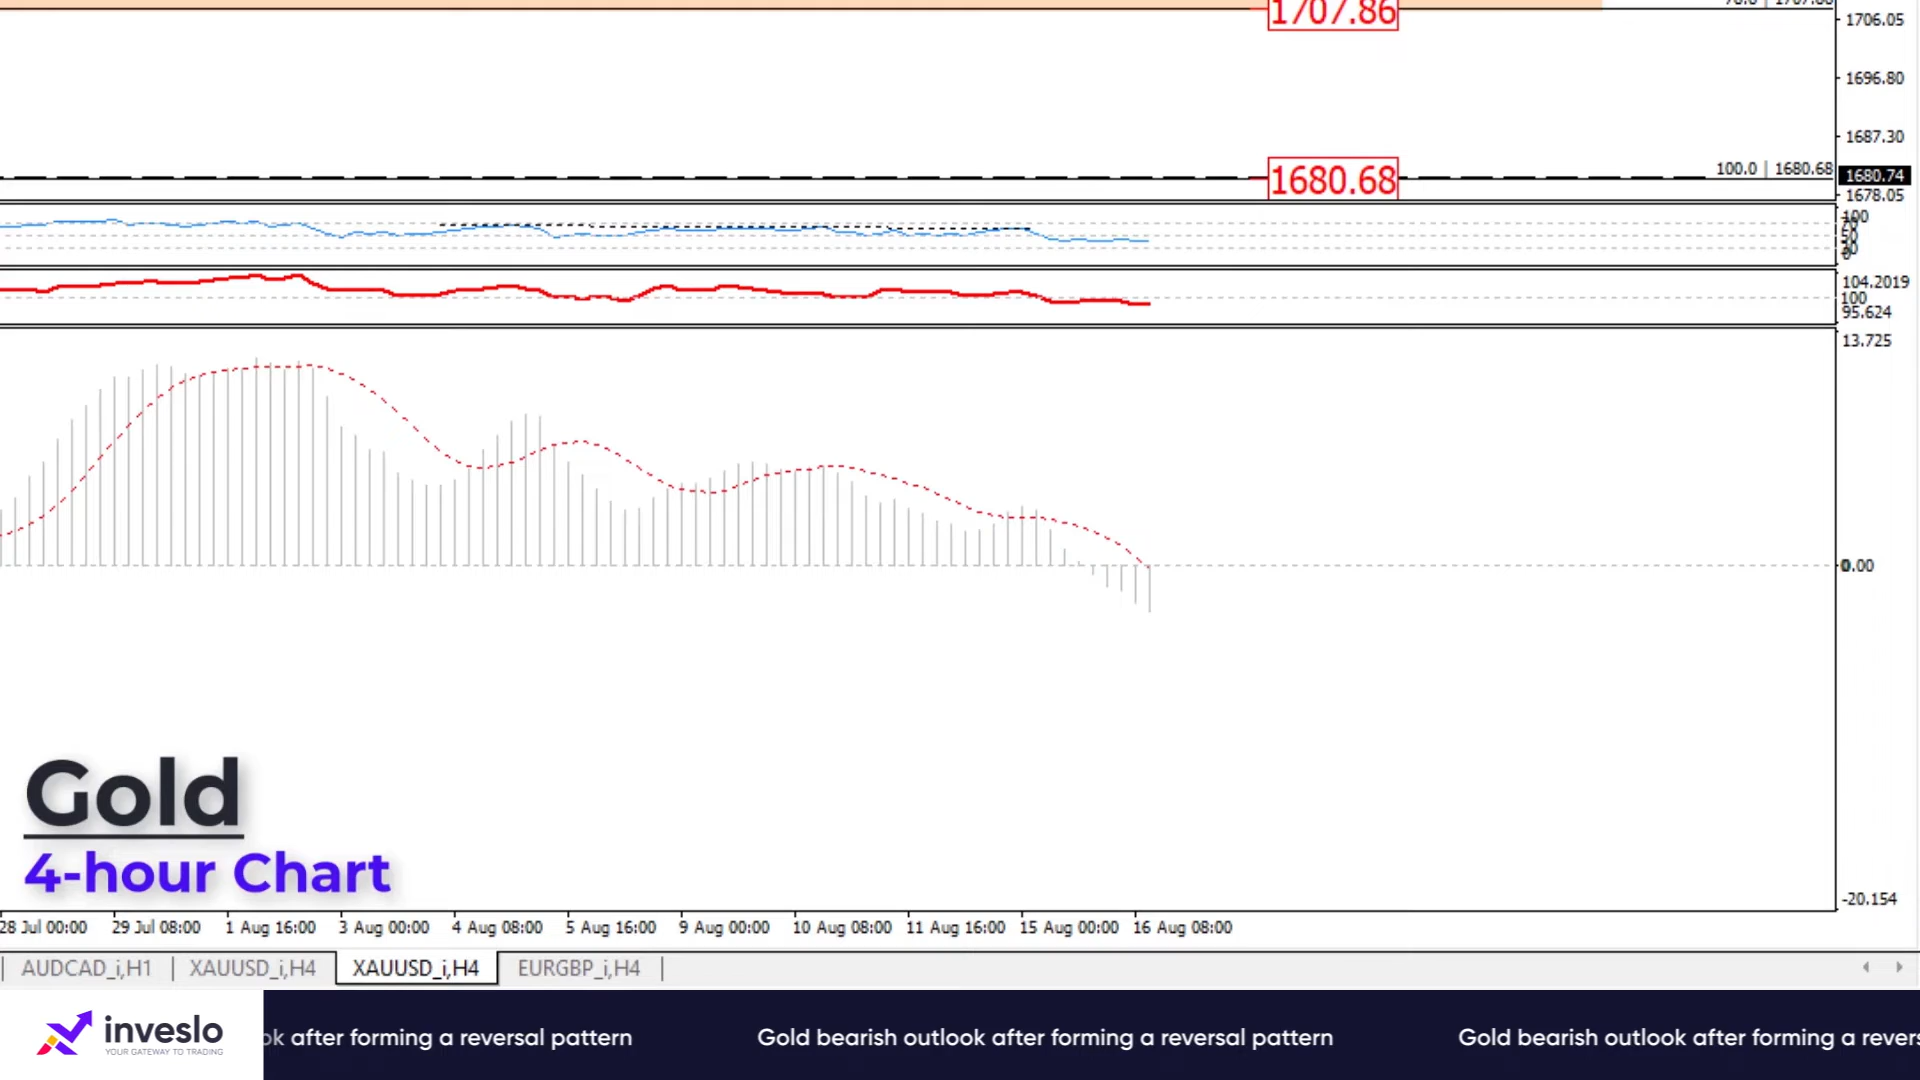 1707.86
1706.05
1696.80
1687.30
1680.68
100.0 | 1680.68
1680.74
1678.05
100
0
104.2019
100
95.624
13.725
0.00
Gold
4-hour Chart
-20.154
28 Jul 00:00 29 Jul 08:00 1 Aug 16:00 3 Aug 00:00 4 Aug 08:00 5 Aug 16:00 9 Aug 00:00 10 Aug 08:00 11 Aug 16:00 15 Aug 00:00 16 Aug 08:00
AUDCAD_i,H1 XAUUSD_i,H4 XAUUSD_i,H4 EURGBP_i,H4
inveslo
YOUR GATEWAY TO TRADING
after forming a reversal pattern Gold bearish outlook after forming a reversal pattern Gold bearish outlook after forming a